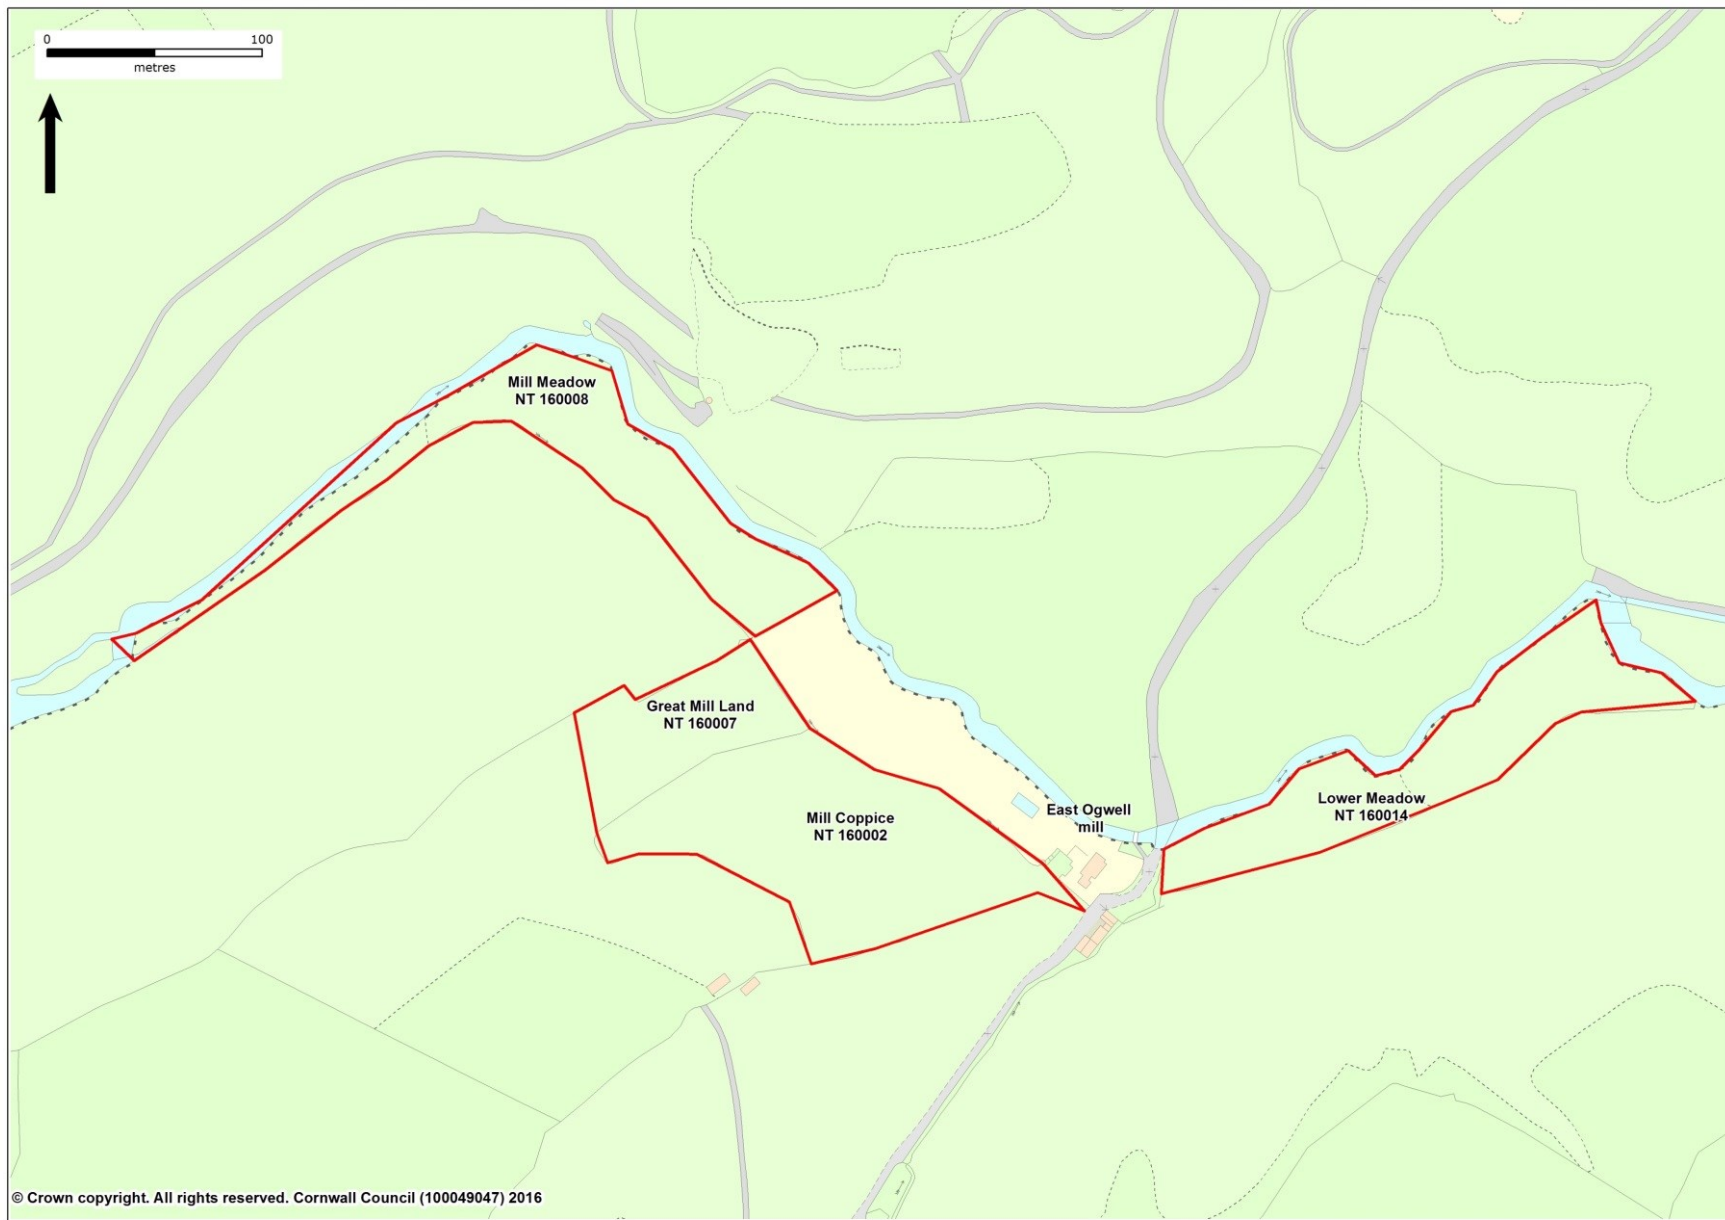 0 100
metres
Mill Meadow
NT 160008
Great Mill Land
NT 160007
Mill Coppice
NT 160002
East Ogwell
mill
Lower Meadow
NT 160014
© Crown copyright. All rights reserved. Cornwall Council (100049047) 2016